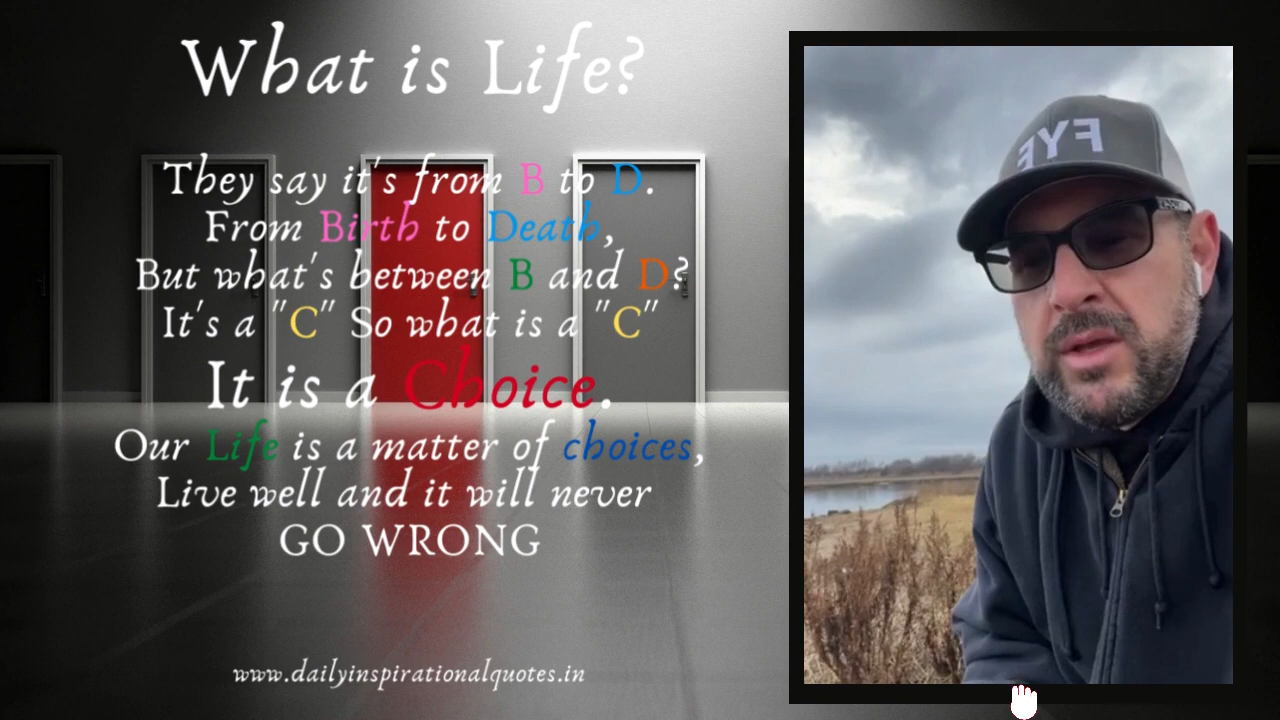 What is Life?
They say it's from B to D.
From Birth to Death,
But what's between B and D?
It's a "C" So what is a "C"
It is a Choice.
Our Life is a matter of choices,
Live well and it will never
GO WRONG
www.dailyinspirationalquotes.in
FYE